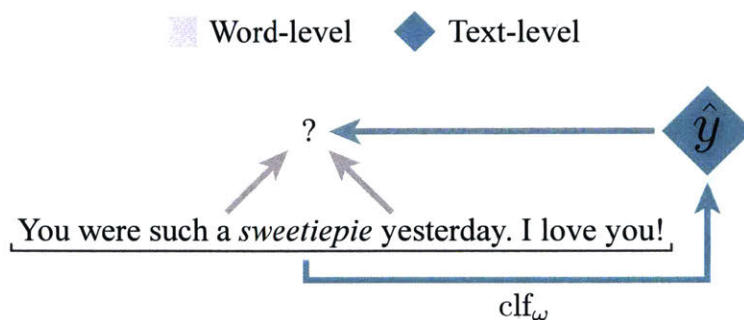 Word-level Text-level
? ŷ
You were such a sweetiepie yesterday. I love you!
clf_ω